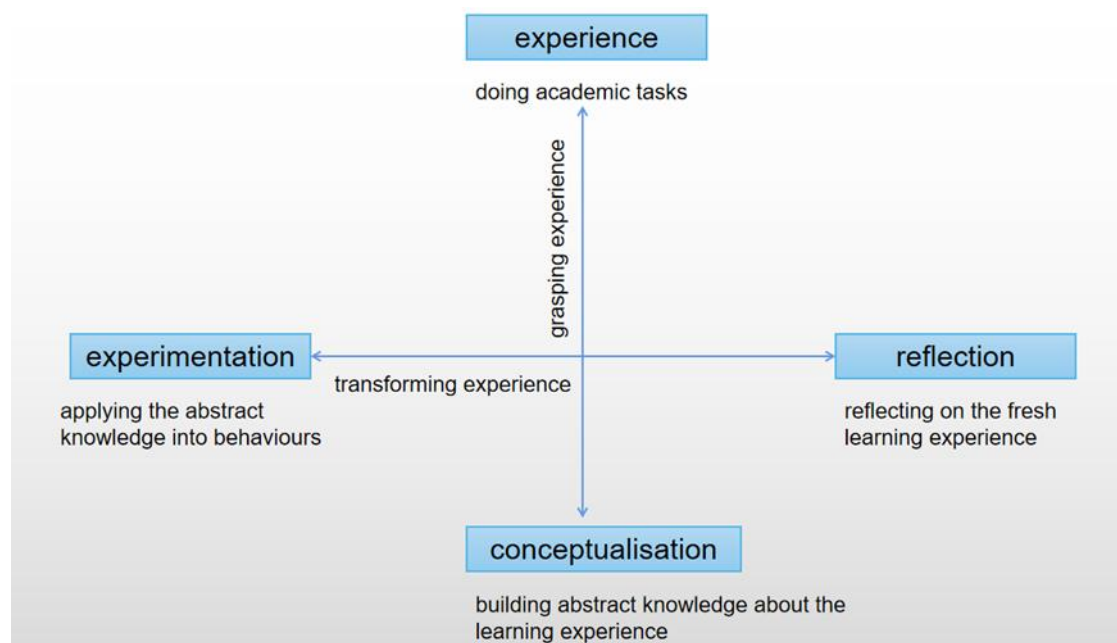 experience
doing academic tasks
grasping experience
experimentation
reflection
transforming experience
applying the abstract
knowledge into behaviours
reflecting on the fresh
learning experience
conceptualisation
building abstract knowledge about the
learning experience